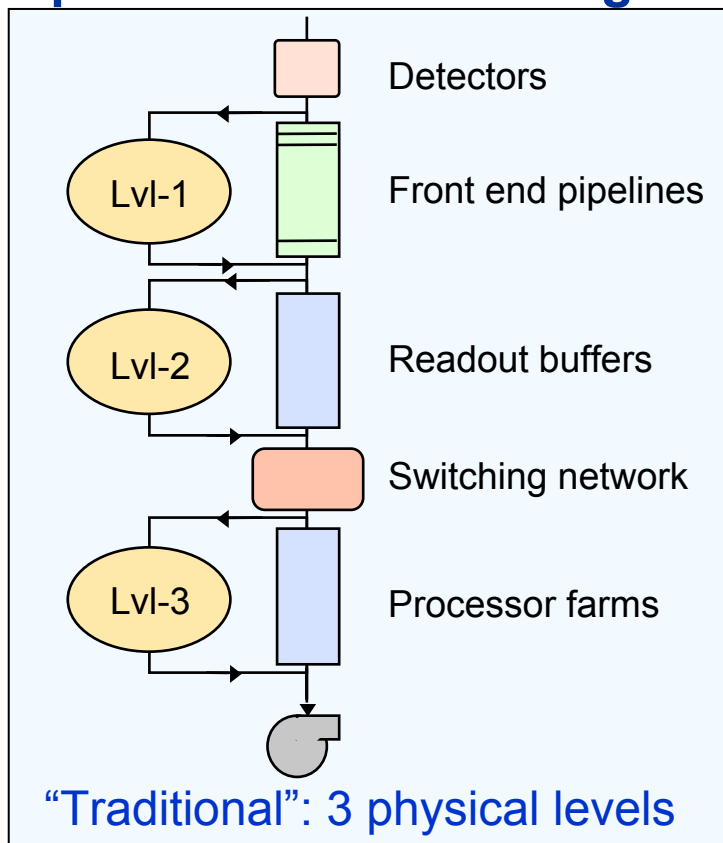 Detectors
Lvl-1
Front end pipelines
Lvl-2
Readout buffers
Switching network
Lvl-3
Processor farms
“Traditional”: 3 physical levels